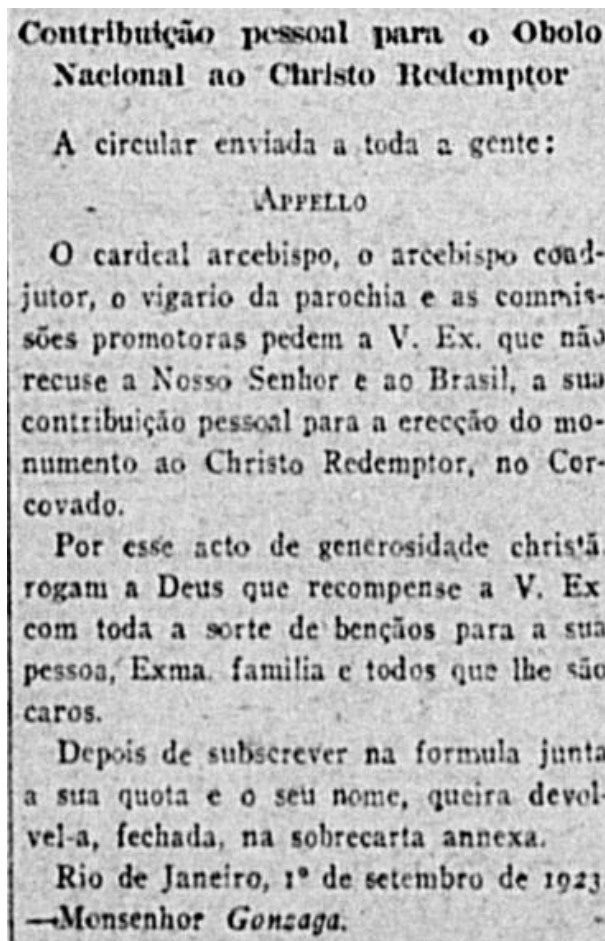 Contribuição pessoal para o Obolo
Nacional ao Christo Redemptor
A circular enviada a toda a gente:
APPELLO
O cardeal arcebispo, o arcebispo coad-
jutor, o vigario da parochia e as commis-
sões promotoras pedem a V. Ex. que não
recuse a Nosso Senhor e ao Brasil, a sua
contribuição pessoal para a erecção do mo-
numento ao Christo Redemptor, no Cor-
covado.
Por esse acto de generosidade christã
rogam a Deus que recompense a V. Ex
com toda a sorte de bençãos para a sua
pessoa, Exma. familia e todos que lhe são
caros.
Depois de subscrever na formula junta
a sua quota e o seu nome, queira devol-
vel-a, fechada, na sobrecarta annexa.
Rio de Janeiro, 1º de setembro de 1923
—Monsenhor Gonzaga.